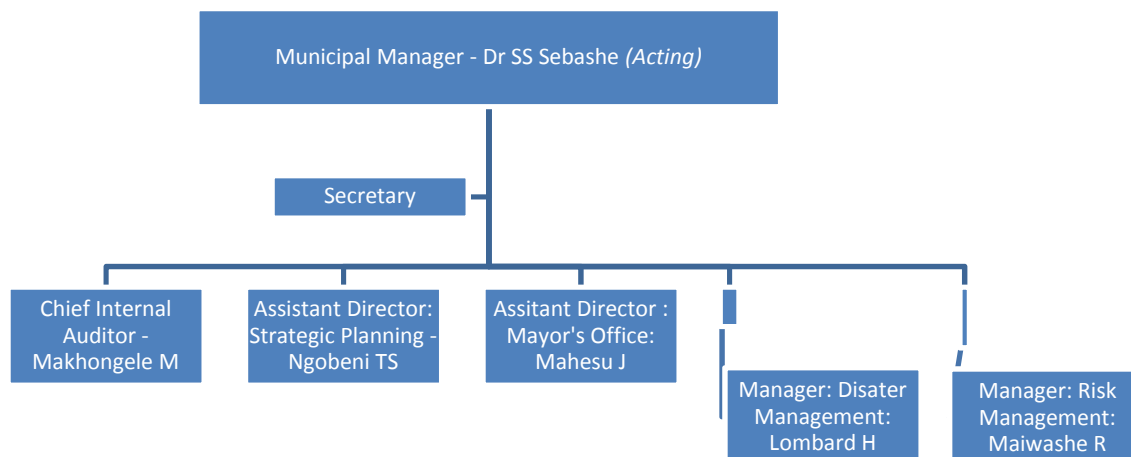 Municipal Manager - Dr SS Sebashe (Acting)
Secretary
Chief Internal
Auditor -
Makhongele M
Assistant Director:
Strategic Planning -
Ngobeni TS
Assitant Director :
Mayor's Office:
Mahesu J
Manager: Disater
Management:
Lombard H
Manager: Risk
Management:
Maiwashe R